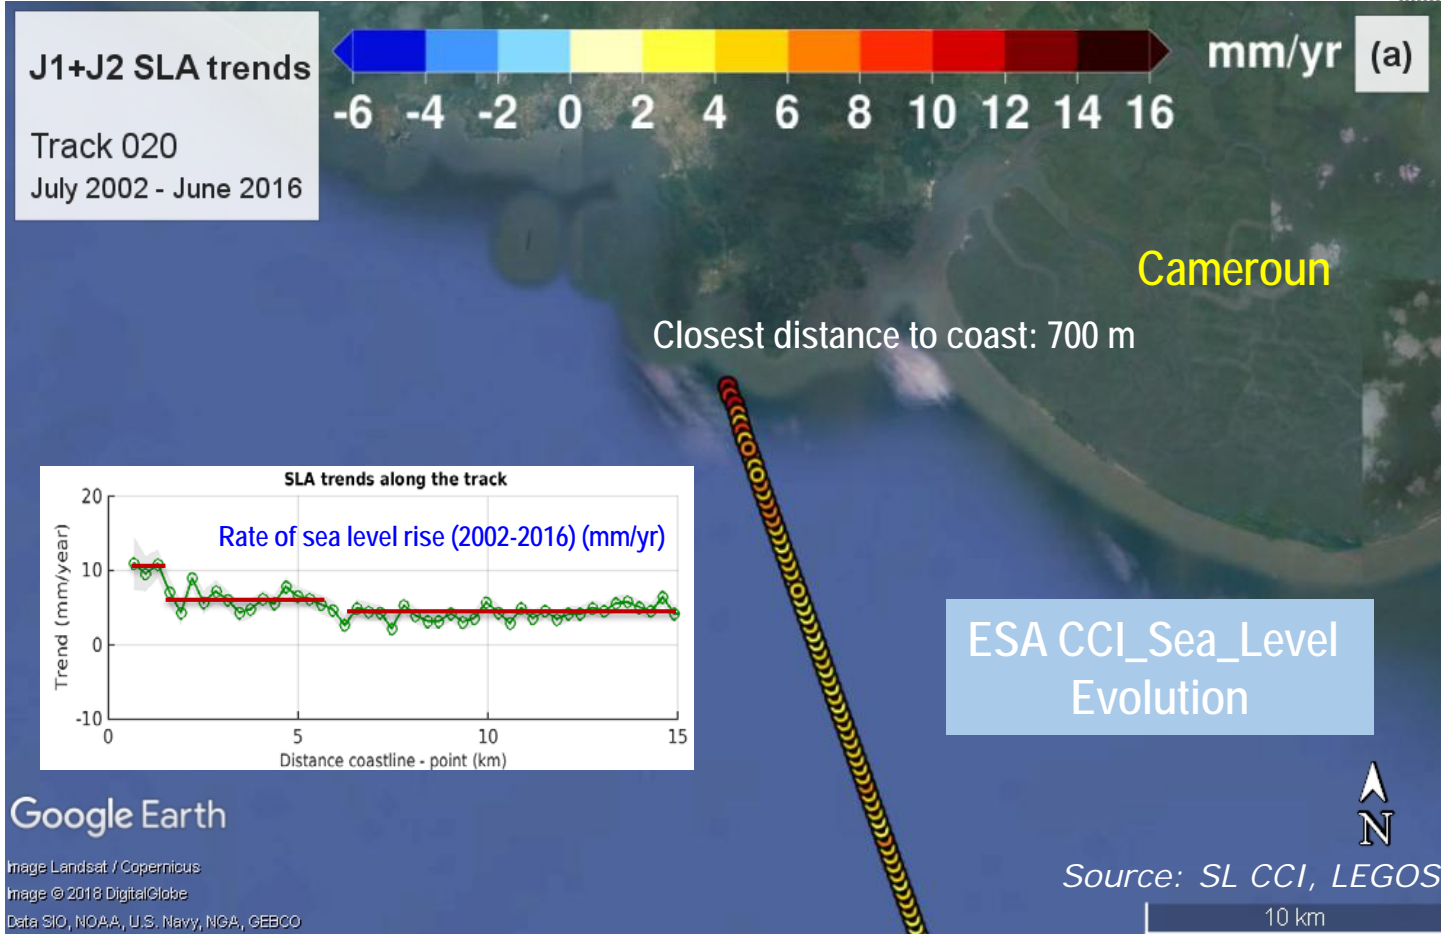 J1+J2 SLA trends
Track 020
July 2002 - June 2016
-6 -4 -2 0 2 4 6 8 10 12 14 16
mm/yr
(a)
Cameroun
Closest distance to coast: 700 m
SLA trends along the track
Rate of sea level rise (2002-2016) (mm/yr)
Trend (mm/year)
20
10
0
-10
0 5 10 15
Distance coastline - point (km)
ESA CCI_Sea_Level
Evolution
N
Google Earth
Image Landsat / Copernicus
Image © 2018 DigitalGlobe
Data SIO, NOAA, U.S. Navy, NGA, GEBCO
Source: SL CCI, LEGOS
10 km